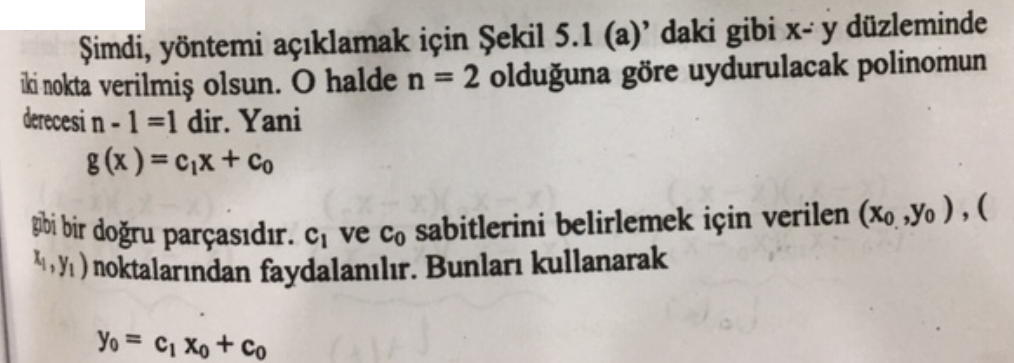 Şimdi, yöntemi açıklamak için Şekil 5.1 (a)' daki gibi x- y düzleminde
iki nokta verilmiş olsun. O halde n = 2 olduğuna göre uydurulacak polinomun
derecesi n - 1 =1 dir. Yani
g (x ) = c₁x + c₀
gibi bir doğru parçasıdır. c₁ ve c₀ sabitlerini belirlemek için verilen (x₀ ,y₀ ) , (
x₁ , y₁ ) noktalarından faydalanılır. Bunları kullanarak
y₀ = c₁ x₀ + c₀